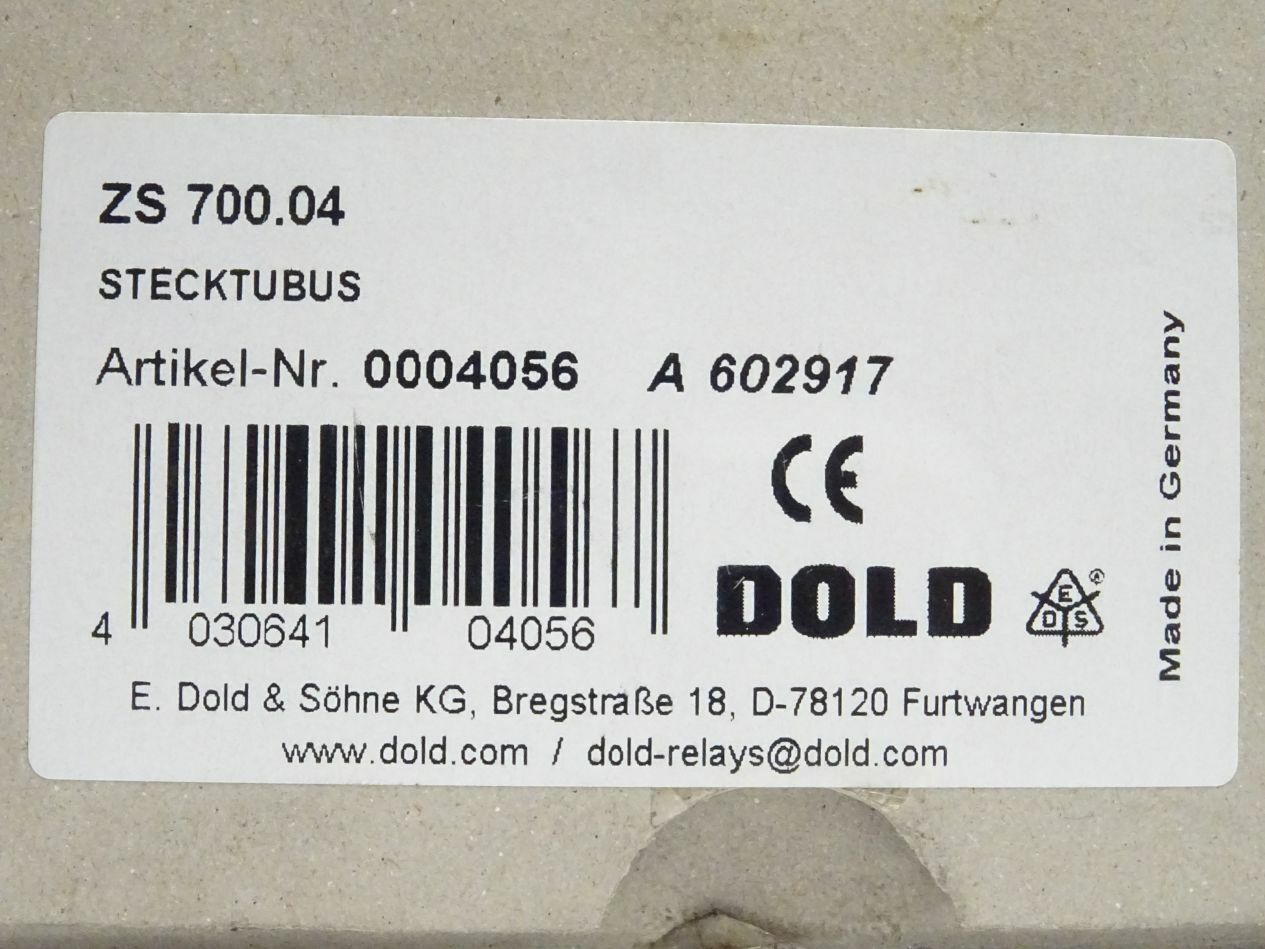 ZS 700.04
STECKTUBUS
Artikel-Nr. 0004056 A 602917
CE
DOLD
E
D S
®
4 030641 04056
E. Dold & Söhne KG, Bregstraße 18, D-78120 Furtwangen
www.dold.com / dold-relays@dold.com
Made in Germany